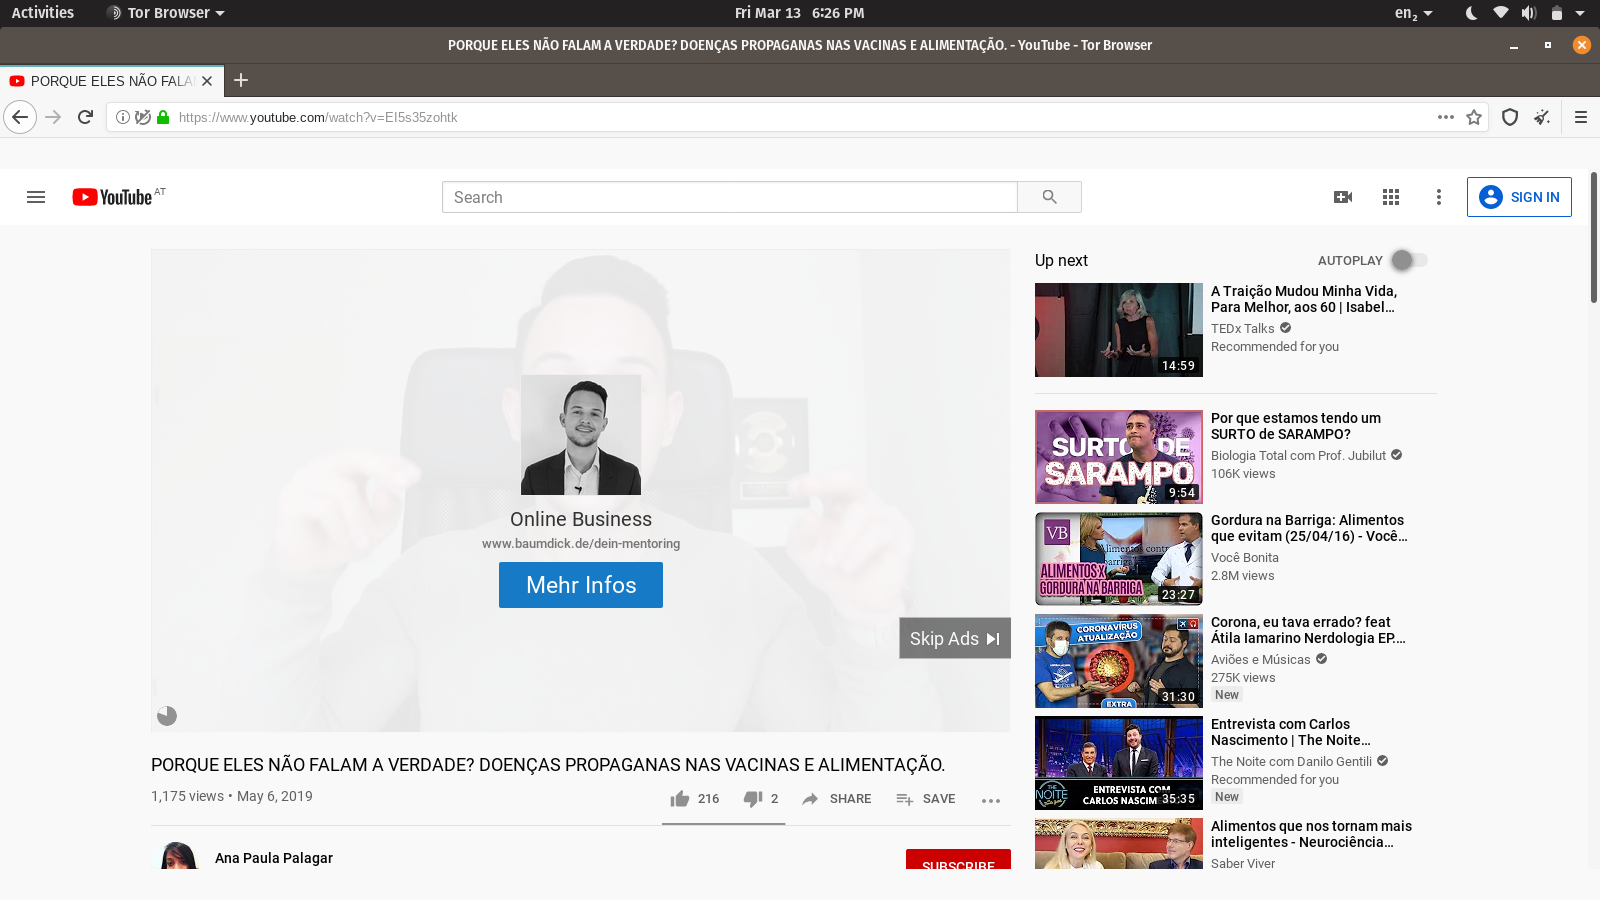 Activities
Tor Browser
Fri Mar 13 6:26 PM
en₂
PORQUE ELES NÃO FALAM A VERDADE? DOENÇAS PROPAGANAS NAS VACINAS E ALIMENTAÇÃO. - YouTube - Tor Browser
PORQUE ELES NÃO FALA
https://www.youtube.com/watch?v=EI5s35zohtk
YouTube AT
Search
SIGN IN
Online Business
www.baumdick.de/dein-mentoring
Mehr Infos
Skip Ads
PORQUE ELES NÃO FALAM A VERDADE? DOENÇAS PROPAGANAS NAS VACINAS E ALIMENTAÇÃO.
1,175 views • May 6, 2019
216
2
SHARE
SAVE
Ana Paula Palagar
SUBSCRIBE
Up next
AUTOPLAY
14:59
A Traição Mudou Minha Vida,
Para Melhor, aos 60 | Isabel…
TEDx Talks
Recommended for you
SURTO DE
SARAMPO
9:54
Por que estamos tendo um
SURTO de SARAMPO?
Biologia Total com Prof. Jubilut
106K views
VB
Alimentos contr
barriga
ALIMENTOS X
GORDURA NA BARRIGA
23:27
Gordura na Barriga: Alimentos
que evitam (25/04/16) - Você…
Você Bonita
2.8M views
CORONAVÍRUS
ATUALIZAÇÃO
EXTRA
31:30
Corona, eu tava errado? feat
Átila Iamarino Nerdologia EP.…
Aviões e Músicas
275K views
New
THE
NOITE
ENTREVISTA COM
CARLOS NASCIM
35:35
Entrevista com Carlos
Nascimento | The Noite…
The Noite com Danilo Gentili
Recommended for you
New
Alimentos que nos tornam mais
inteligentes - Neurociência…
Saber Viver